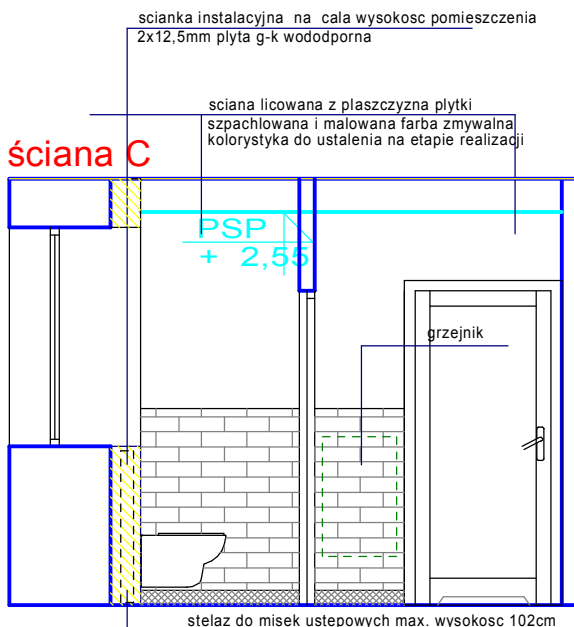 scianka instalacyjna na cala wysokosc pomieszczenia
2x12,5mm plyta g-k wododporna
sciana licowana z plaszczyzna plytki
szpachlowana i malowana farba zmywalna
kolorystyka do ustalenia na etapie realizacji
ściana C
PSP
+ 2,55
grzejnik
stelaz do misek ustepowych max. wysokosc 102cm